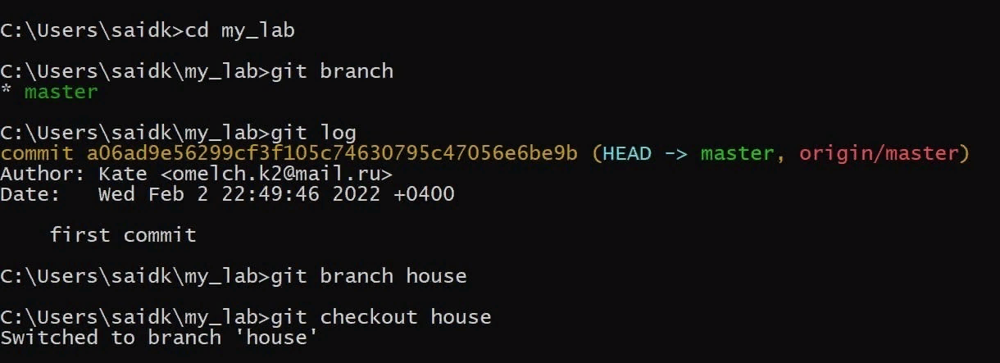 C:\Users\saidk>cd my_lab
C:\Users\saidk\my_lab>git branch
* master
C:\Users\saidk\my_lab>git log
commit a06ad9e56299cf3f105c74630795c47056e6be9b (HEAD -> master, origin/master)
Author: Kate <omelch.k2@mail.ru>
Date:   Wed Feb 2 22:49:46 2022 +0400
    first commit
C:\Users\saidk\my_lab>git branch house
C:\Users\saidk\my_lab>git checkout house
Switched to branch 'house'